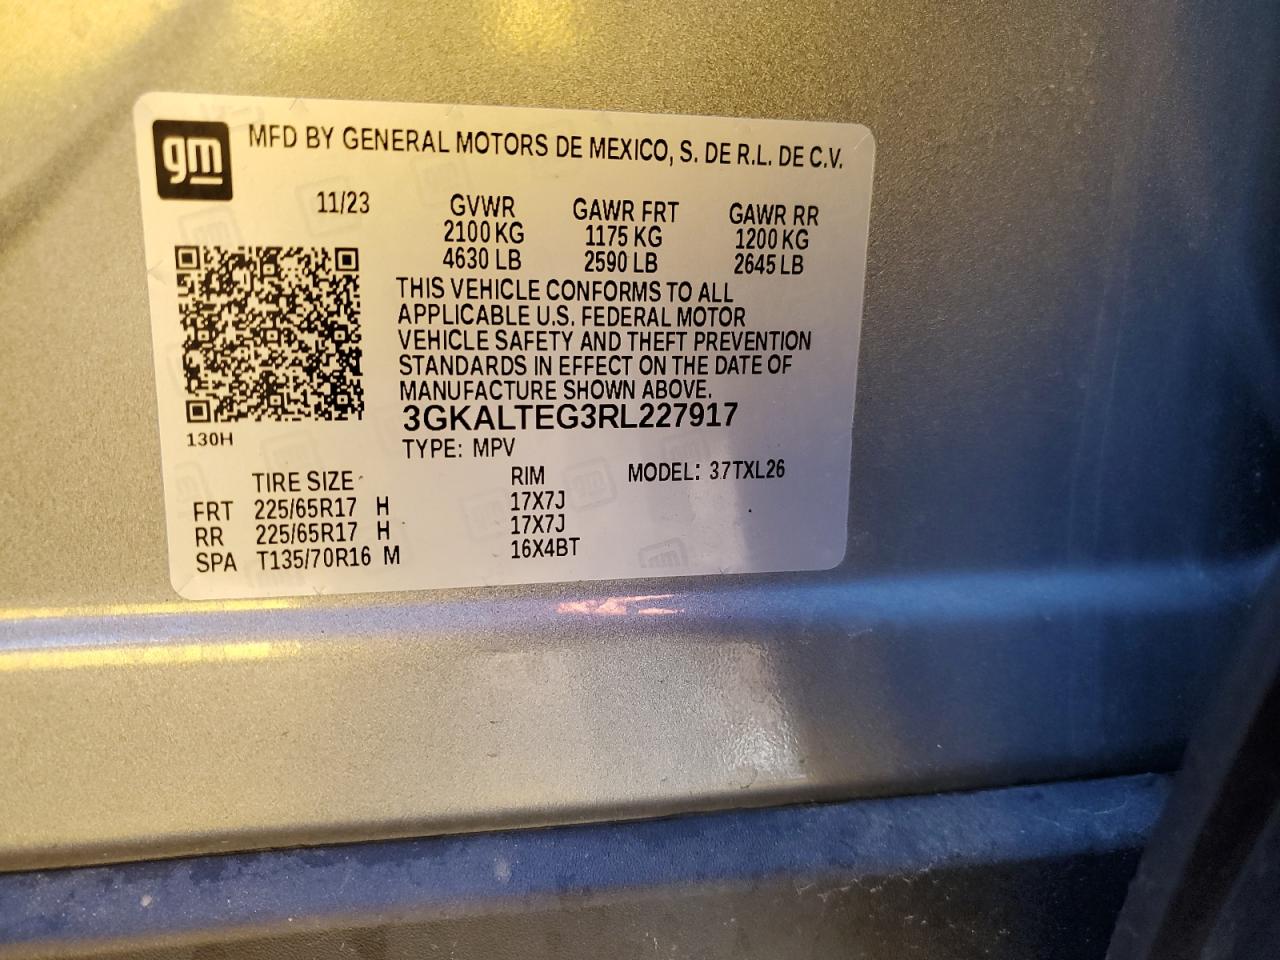 gm
MFD BY GENERAL MOTORS DE MEXICO, S. DE R.L. DE C.V.
11/23 GVWR GAWR FRT GAWR RR
2100 KG 1175 KG 1200 KG
4630 LB 2590 LB 2645 LB
THIS VEHICLE CONFORMS TO ALL
APPLICABLE U.S. FEDERAL MOTOR
VEHICLE SAFETY AND THEFT PREVENTION
STANDARDS IN EFFECT ON THE DATE OF
MANUFACTURE SHOWN ABOVE.
3GKALTEG3RL227917
130H
TYPE: MPV
TIRE SIZE RIM MODEL: 37TXL26
FRT 225/65R17 H 17X7J
RR 225/65R17 H 17X7J
SPA T135/70R16 M 16X4BT